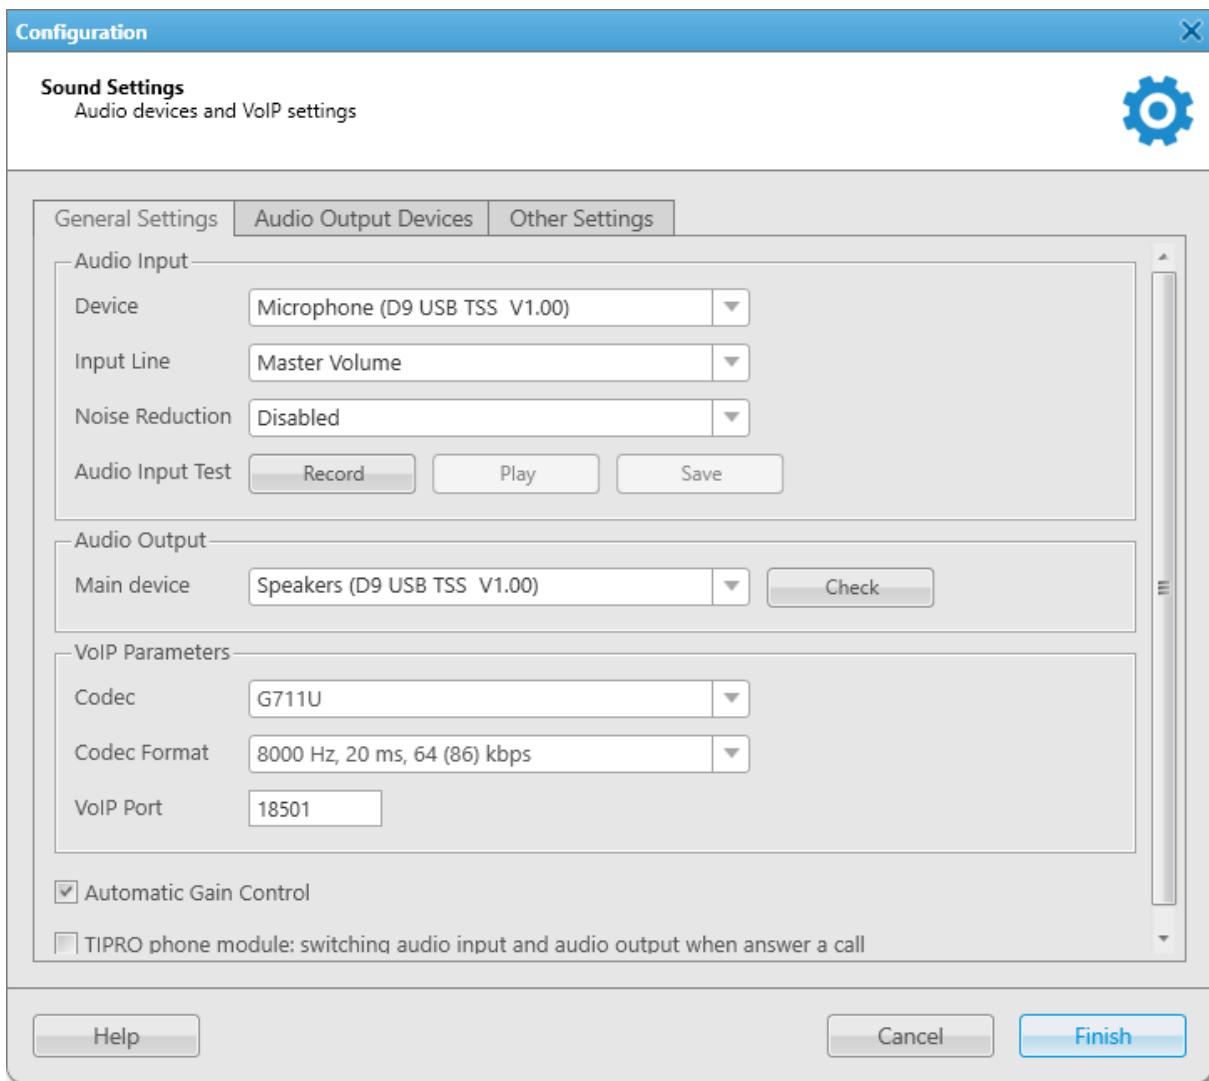 Configuration
Sound Settings
Audio devices and VoIP settings
General Settings Audio Output Devices Other Settings
Audio Input
Device Microphone (D9 USB TSS  V1.00)
Input Line Master Volume
Noise Reduction Disabled
Audio Input Test Record Play Save
Audio Output
Main device Speakers (D9 USB TSS  V1.00) Check
VoIP Parameters
Codec G711U
Codec Format 8000 Hz, 20 ms, 64 (86) kbps
VoIP Port 18501
Automatic Gain Control
TIPRO phone module: switching audio input and audio output when answer a call
Help Cancel Finish